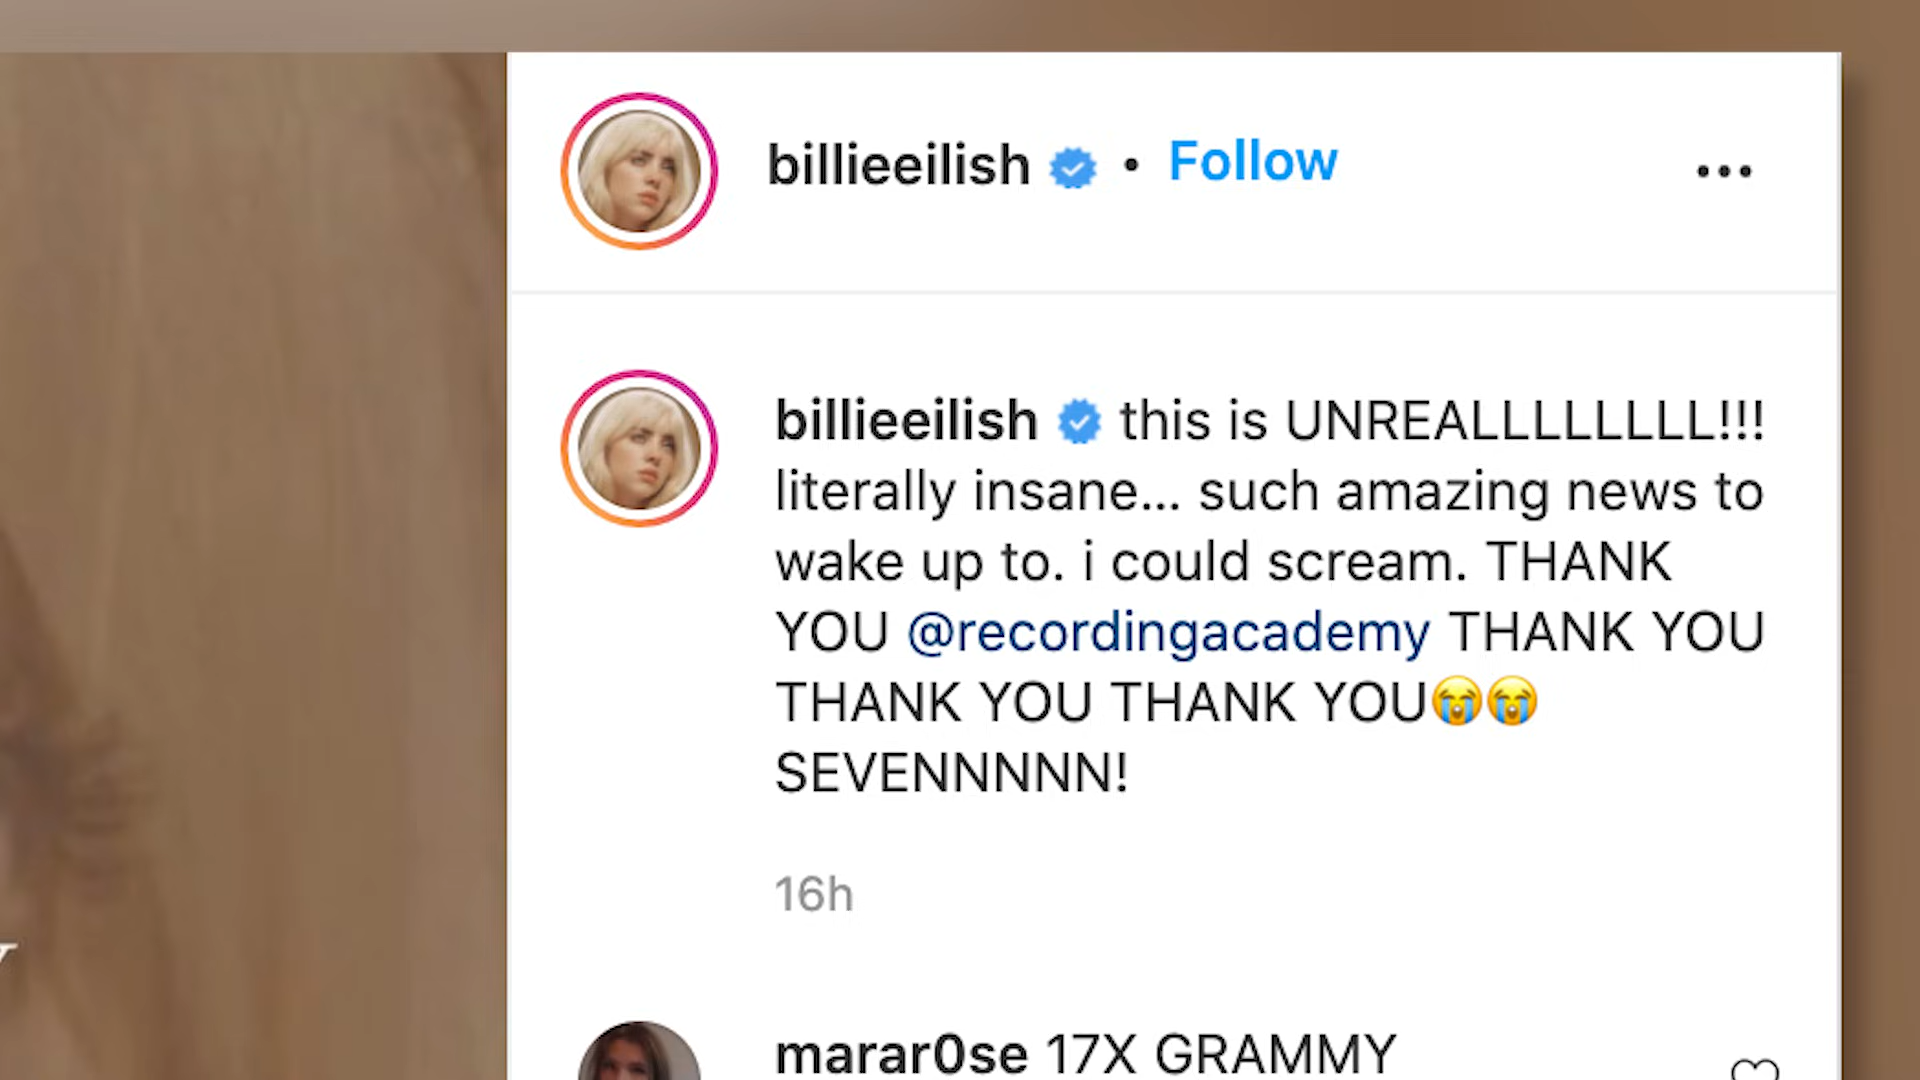 billieeilish • Follow
billieeilish this is UNREALLLLLLLL!!!
literally insane... such amazing news to
wake up to. i could scream. THANK
YOU @recordingacademy THANK YOU
THANK YOU THANK YOU😭😭
SEVENNNNN!
16h
marar0se 17X GRAMMY